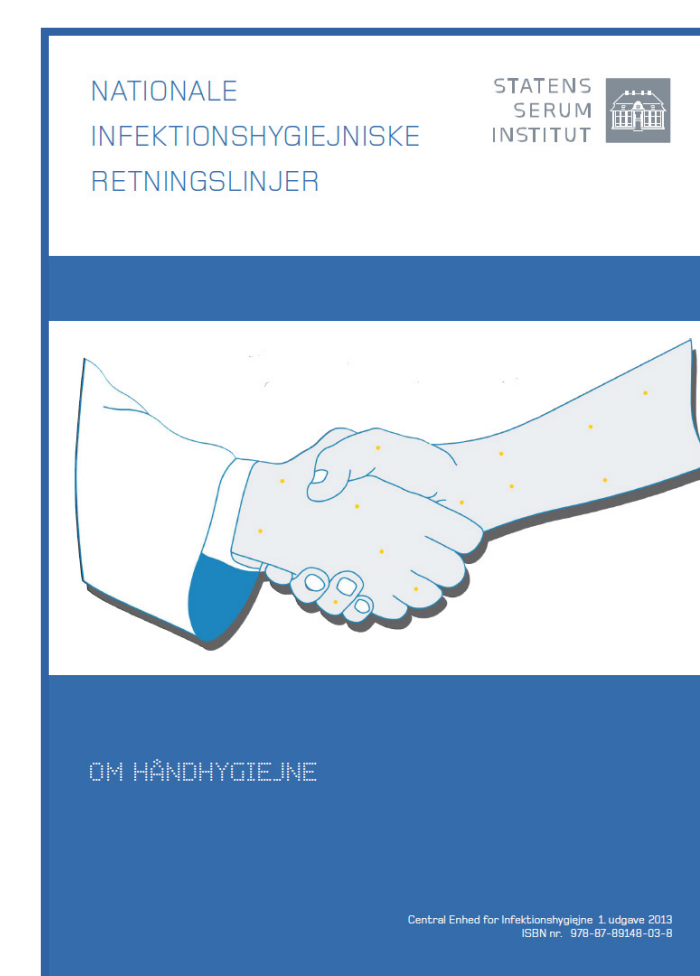 NATIONALE
INFEKTIONSHYGIEJNISKE
RETNINGSLINJER
STATENS
SERUM
INSTITUT
OM HÅNDHYGIEJNE
Central Enhed for Infektionshygiejne 1. udgave 2013
ISBN nr. 978-87-89148-03-8